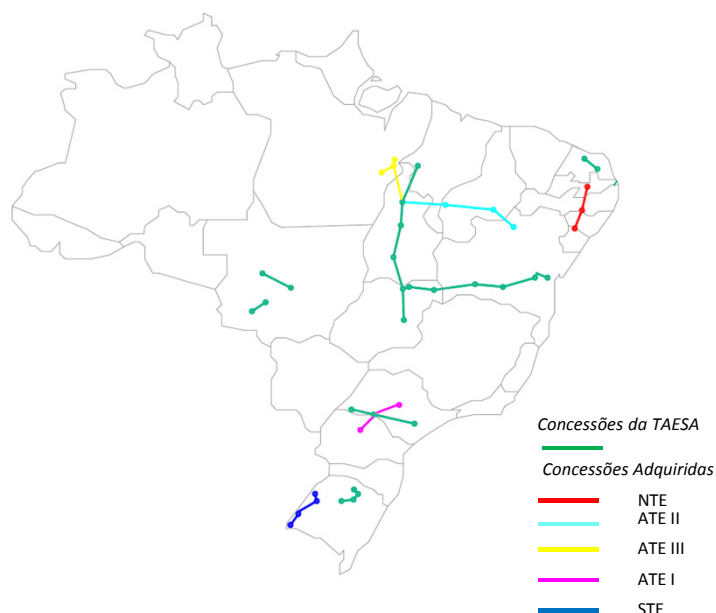 Concessões da TAESA
Concessões Adquiridas
NTE
ATE II
ATE III
ATE I
STE